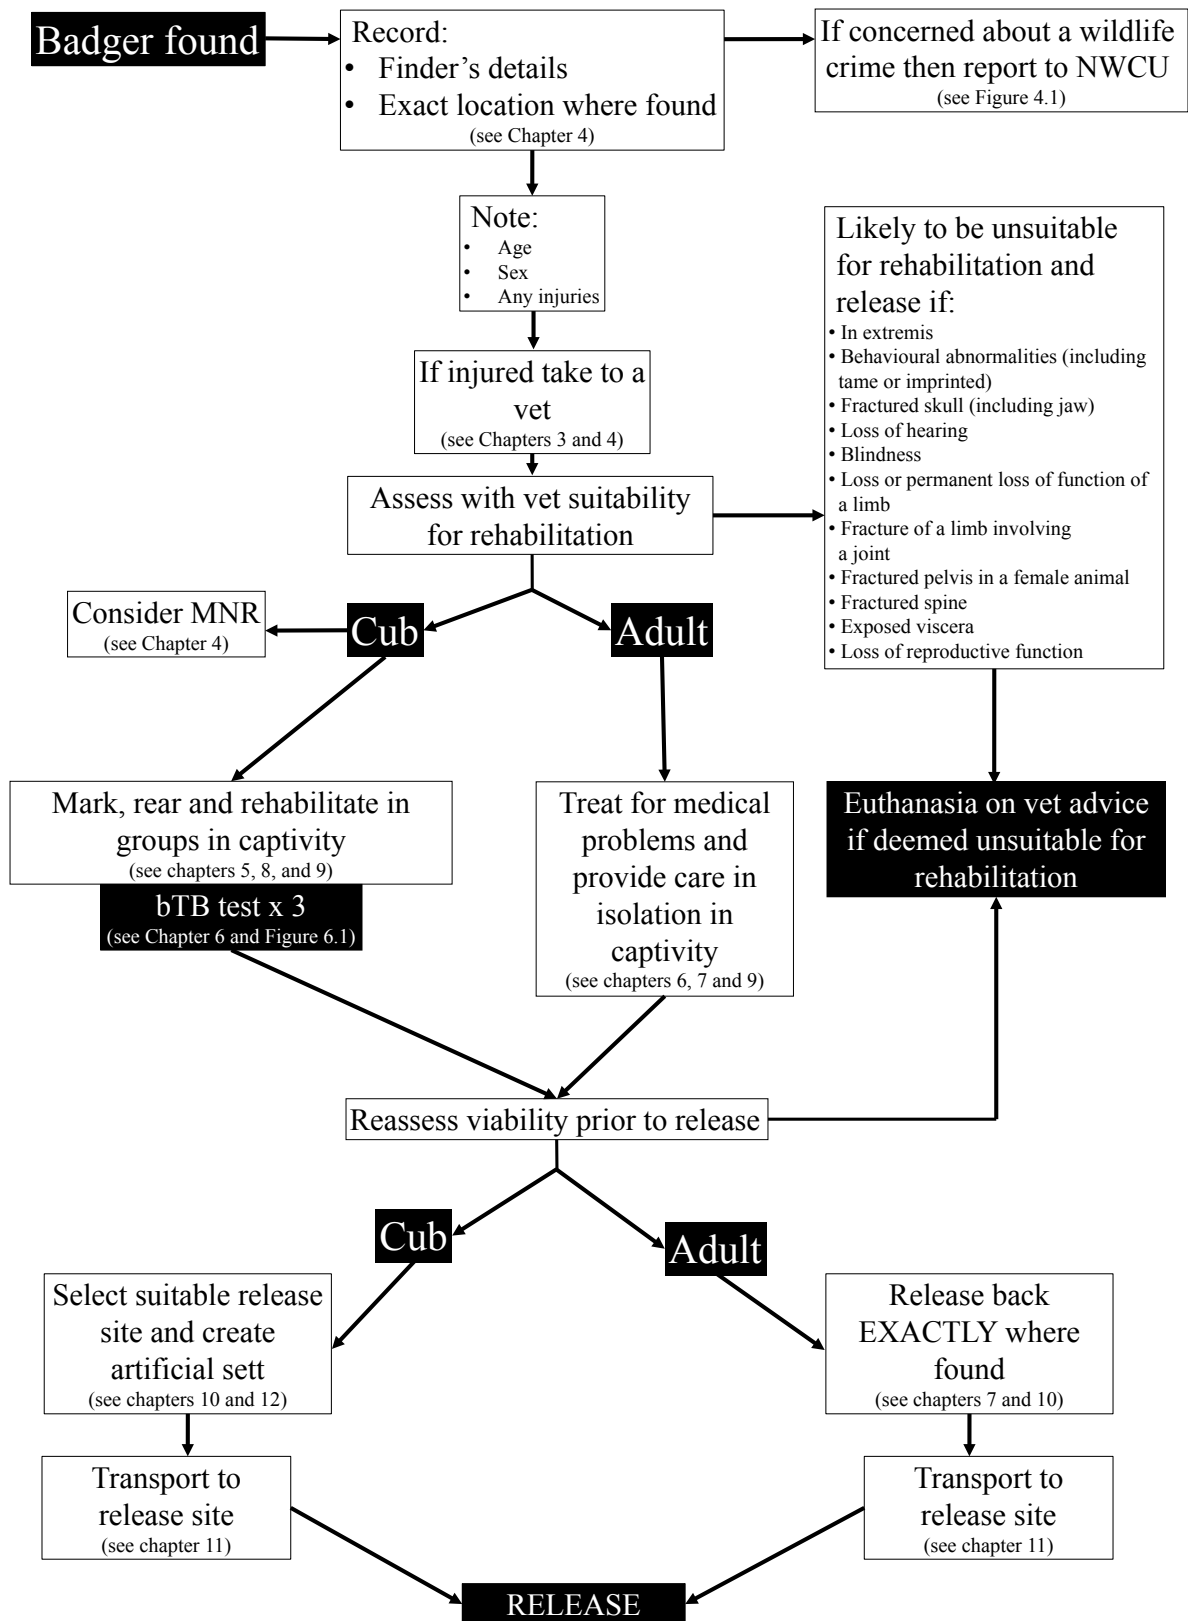 Badger found
Record:
• Finder’s details
• Exact location where found
(see Chapter 4)
If concerned about a wildlife
crime then report to NWCU
(see Figure 4.1)
Note:
• Age
• Sex
• Any injuries
If injured take to a
vet
(see Chapters 3 and 4)
Assess with vet suitability
for rehabilitation
Likely to be unsuitable
for rehabilitation and
release if:
• In extremis
• Behavioural abnormalities (including
tame or imprinted)
• Fractured skull (including jaw)
• Loss of hearing
• Blindness
• Loss or permanent loss of function of
a limb
• Fracture of a limb involving
a joint
• Fractured pelvis in a female animal
• Fractured spine
• Exposed viscera
• Loss of reproductive function
Consider MNR
(see Chapter 4)
Cub
Adult
Mark, rear and rehabilitate in
groups in captivity
(see chapters 5, 8, and 9)
bTB test x 3
(see Chapter 6 and Figure 6.1)
Treat for medical
problems and
provide care in
isolation in
captivity
(see chapters 6, 7 and 9)
Euthanasia on vet advice
if deemed unsuitable for
rehabilitation
Reassess viability prior to release
Cub
Adult
Select suitable release
site and create
artificial sett
(see chapters 10 and 12)
Release back
EXACTLY where
found
(see chapters 7 and 10)
Transport to
release site
(see chapter 11)
Transport to
release site
(see chapter 11)
RELEASE